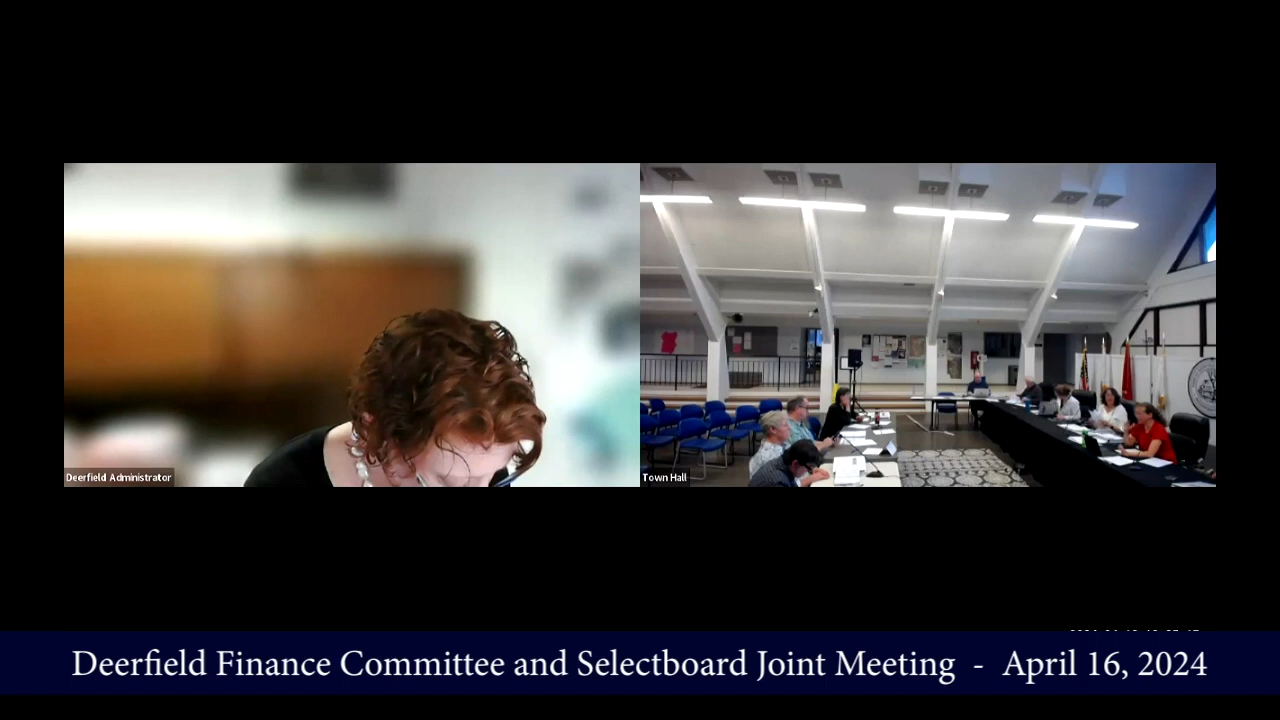 Deerfield Administrator
Town Hall
Deerfield Finance Committee and Selectboard Joint Meeting - April 16, 2024